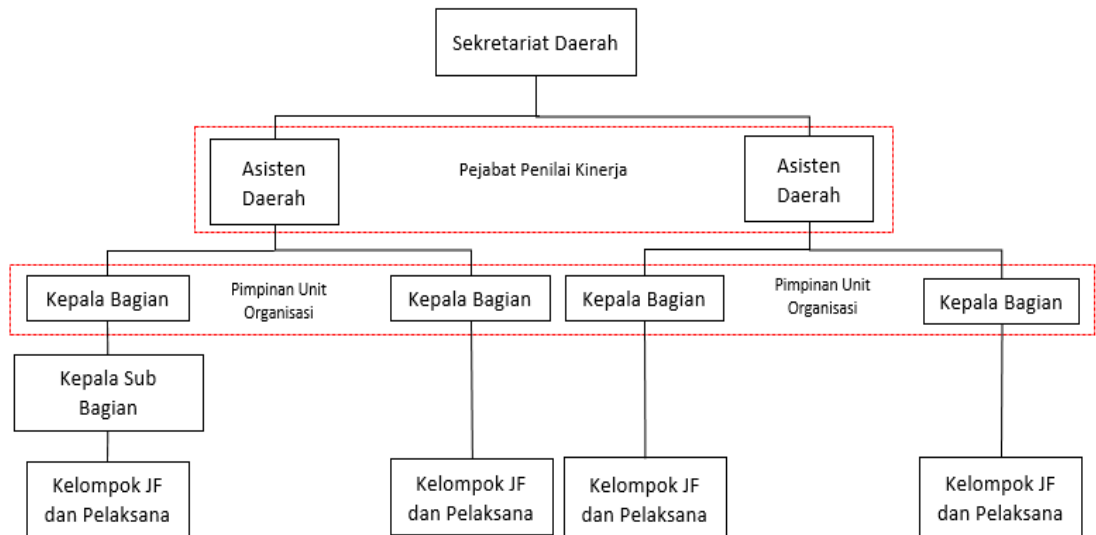 Sekretariat Daerah
Asisten
Daerah
Pejabat Penilai Kinerja
Asisten
Daerah
Kepala Bagian
Pimpinan Unit
Organisasi
Kepala Bagian
Kepala Bagian
Pimpinan Unit
Organisasi
Kepala Bagian
Kepala Sub
Bagian
Kelompok JF
dan Pelaksana
Kelompok JF
dan Pelaksana
Kelompok JF
dan Pelaksana
Kelompok JF
dan Pelaksana